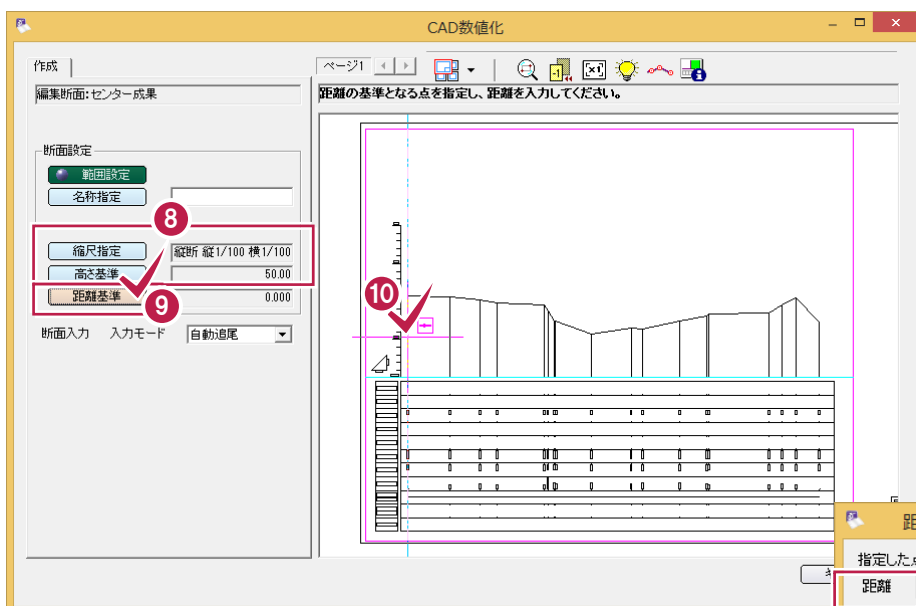 CAD数値化
作成
ページ1
編集断面:センター成果
距離の基準となる点を指定し、距離を入力してください。
断面設定
範囲設定
名称指定
8
縮尺指定
縦断 縦1/100 横1/100
高さ基準
50.00
距離基準
0.000
9
10
断面入力 入力モード
自動追尾
指定した点
距離